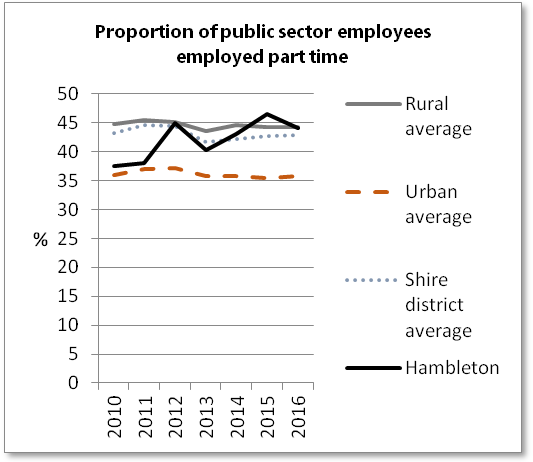 Proportion of public sector employees
employed part time
50
45
40
35
30
25
20
15
10
5
0
%
2010
2011
2012
2013
2014
2015
2016
Rural
average
Urban
average
Shire
district
average
Hambleton